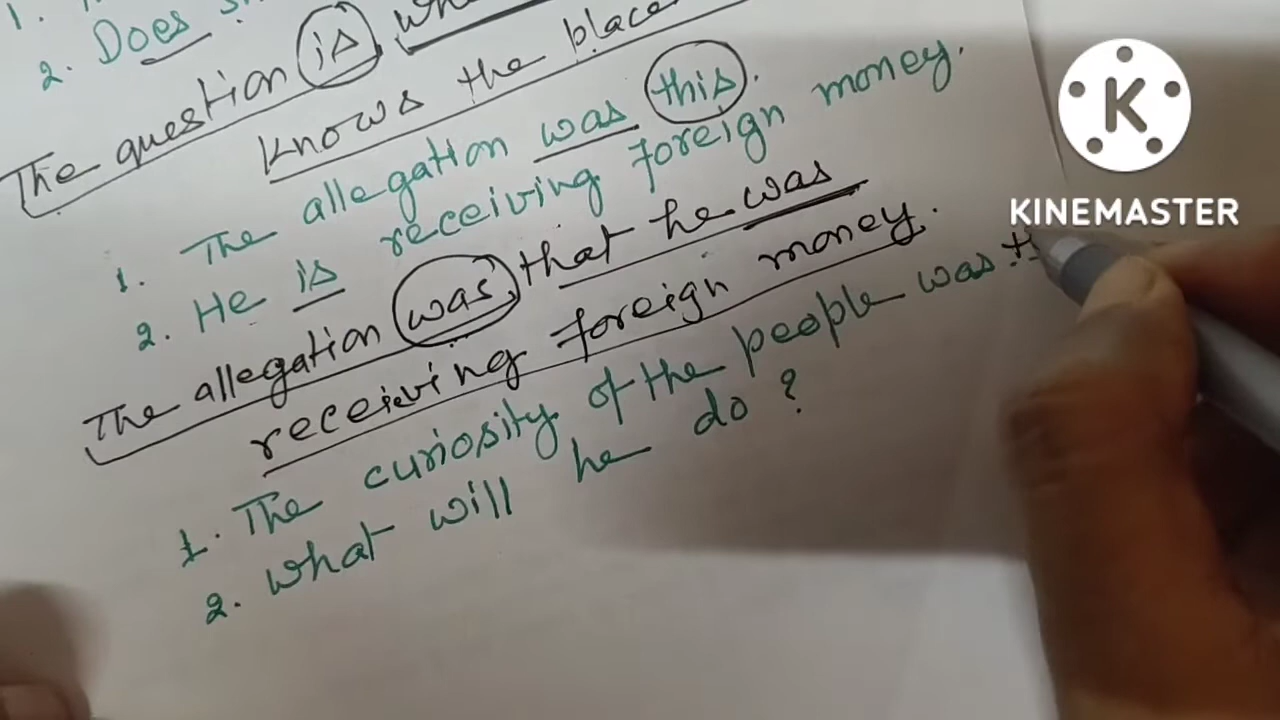 2. Does
The question is
knows the place
1. The allegation was this.
2. He is receiving foreign money.
The allegation was that he was
receiving foreign money.
1. The curiosity of the people was
2. What will he do ?
K
KINEMASTER